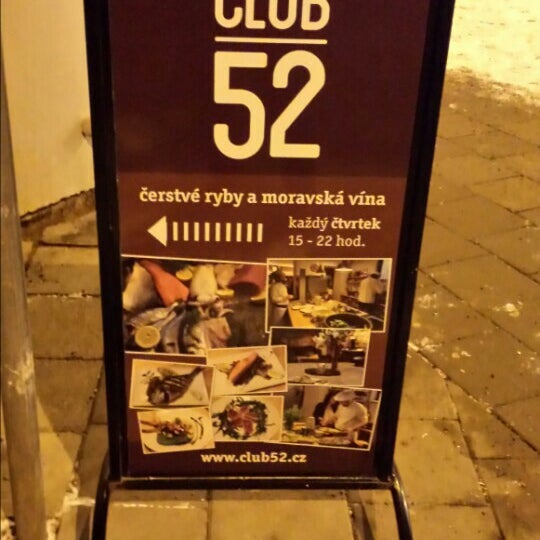 CLUB
52
čerstvé ryby a moravská vína
každý čtvrtek
15 - 22 hod.
www.club52.cz